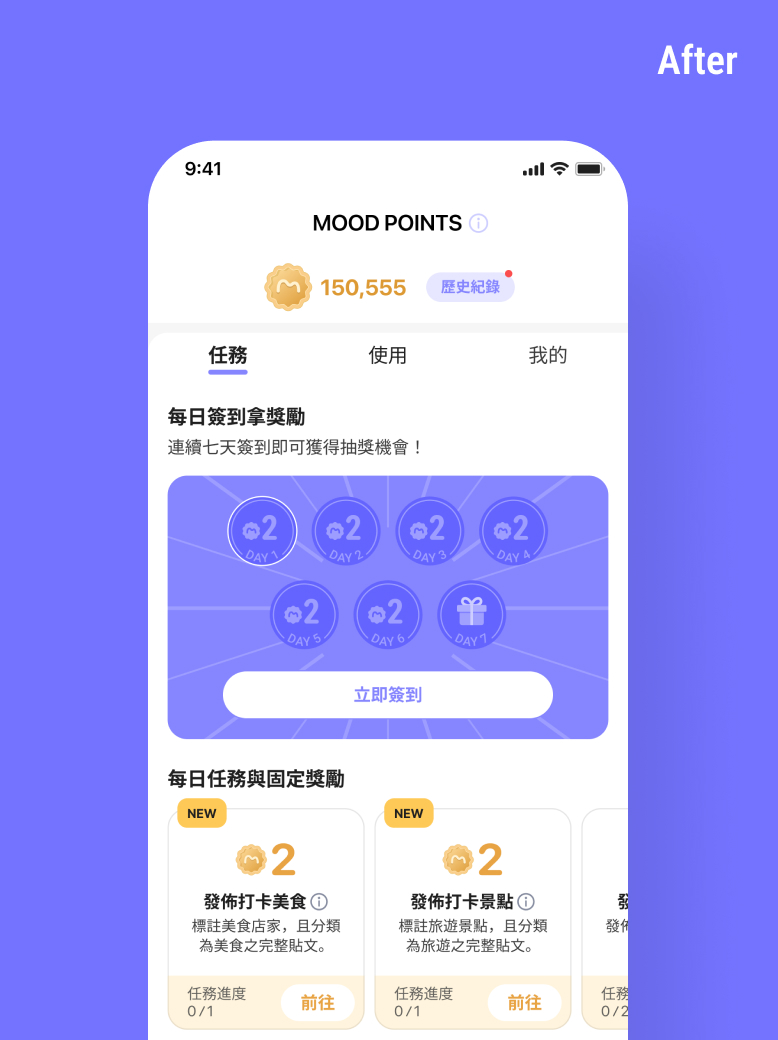 After
9:41
MOOD POINTS
150,555
歷史紀錄
任務 使用 我的
每日簽到拿獎勵
連續七天簽到即可獲得抽獎機會！
2 2 2 2
DAY 1 DAY 2 DAY 3 DAY 4
2 2
DAY 5 DAY 6 DAY 7
立即簽到
每日任務與固定獎勵
NEW NEW
2 2
發佈打卡美食 發佈打卡景點
標註美食店家，且分類 標註旅遊景點，且分類 發佈
為美食之完整貼文。 為旅遊之完整貼文。
任務進度 任務進度 任務
0/1 0/1 0/2
前往 前往